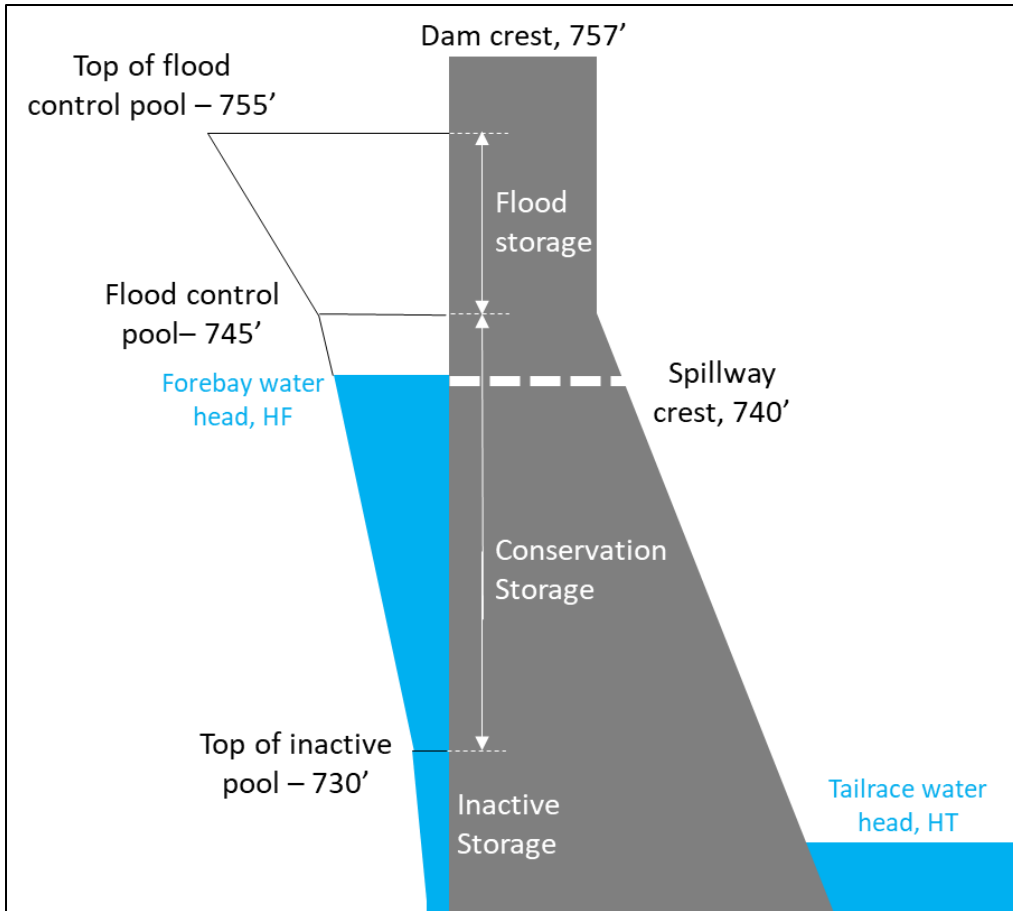 Dam crest, 757’
Top of flood
control pool – 755’
Flood
storage
Flood control
pool– 745’
Forebay water
head, HF
Spillway
crest, 740’
Conservation
Storage
Top of inactive
pool – 730’
Inactive
Storage
Tailrace water
head, HT